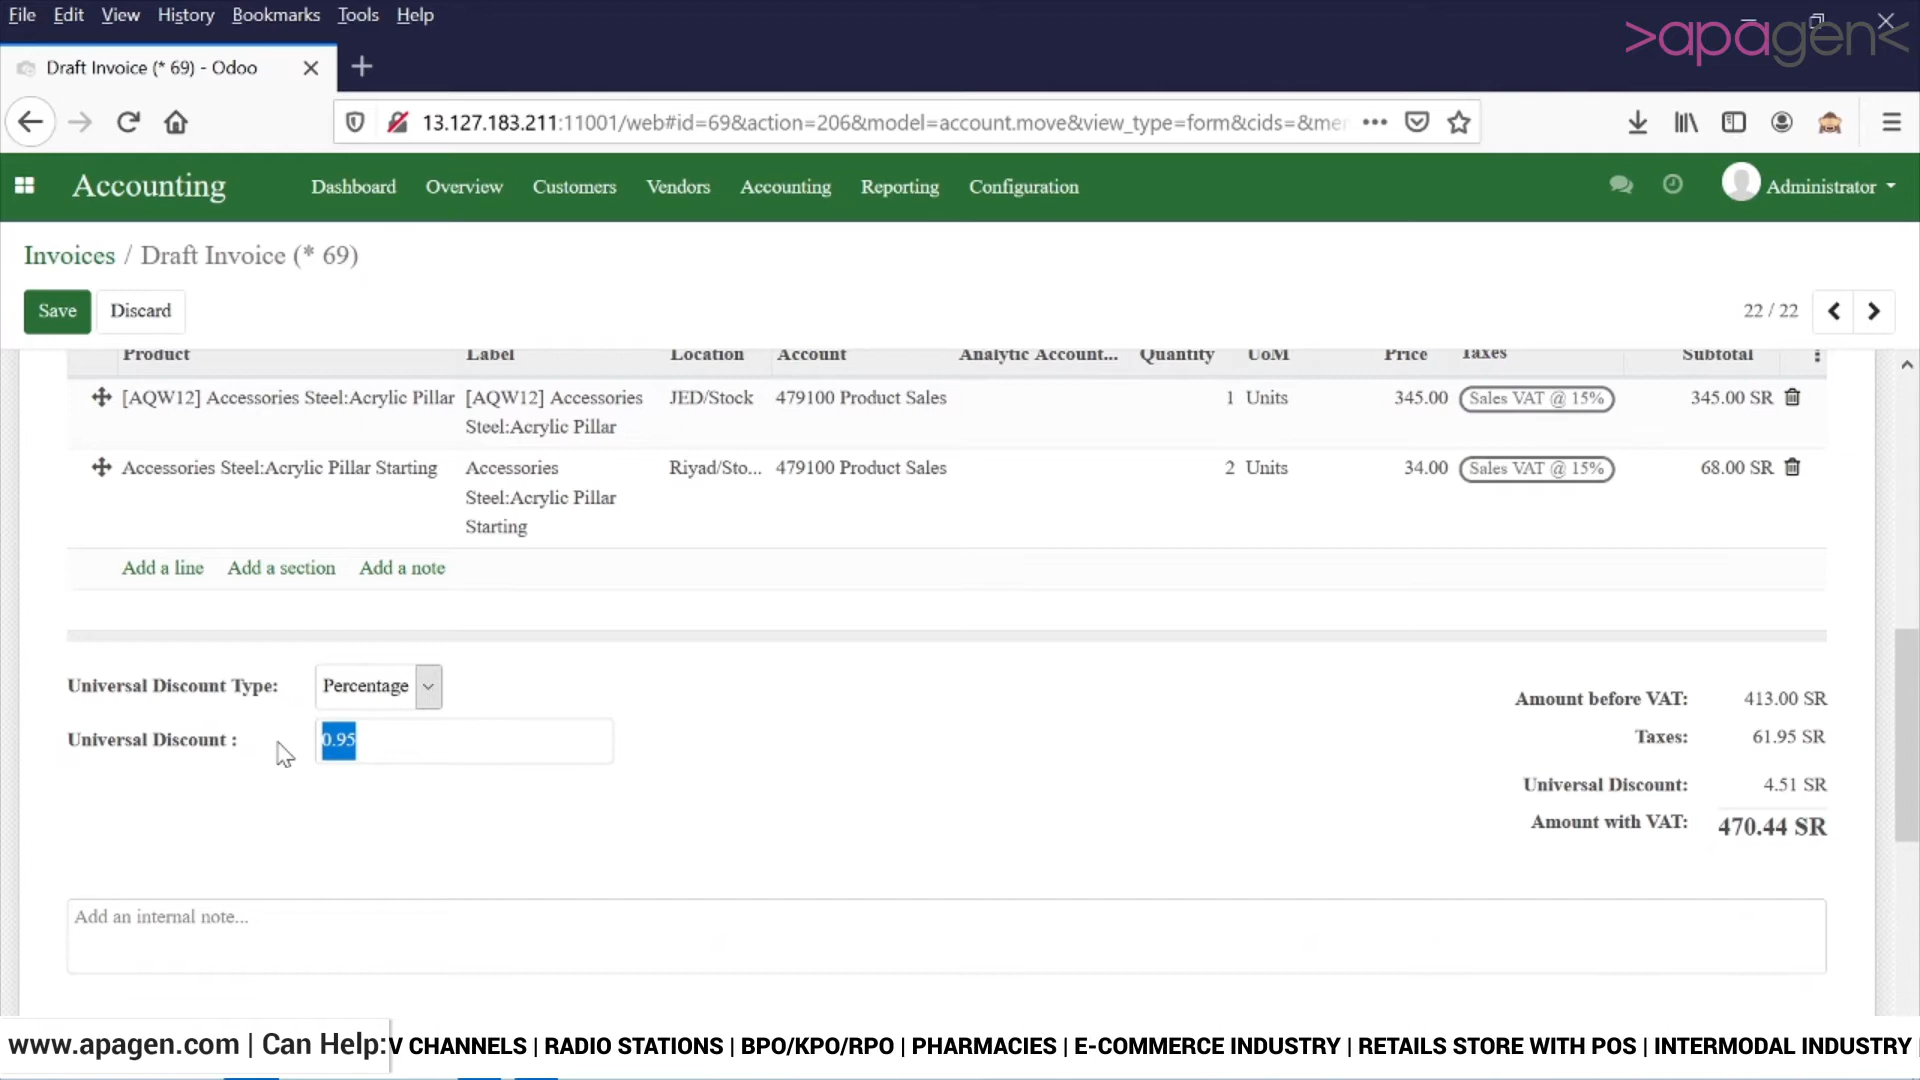 File Edit View History Bookmarks Tools Help
>apagen<
Draft Invoice (* 69) - Odoo
13.127.183.211:11001/web#id=69&action=206&model=account.move&view_type=form&cids=&me
Accounting Dashboard Overview Customers Vendors Accounting Reporting Configuration Administrator
Invoices / Draft Invoice (* 69)
Save Discard 22 / 22
Product Label Location Account Analytic Account... Quantity UoM Price Taxes Subtotal
[AQW12] Accessories Steel:Acrylic Pillar [AQW12] Accessories JED/Stock 479100 Product Sales 1 Units 345.00 Sales VAT @ 15% 345.00 SR
Steel:Acrylic Pillar
Accessories Steel:Acrylic Pillar Starting Accessories Riyad/Sto... 479100 Product Sales 2 Units 34.00 Sales VAT @ 15% 68.00 SR
Steel:Acrylic Pillar
Starting
Add a line Add a section Add a note
Universal Discount Type: Percentage
Universal Discount : 0.95
Amount before VAT: 413.00 SR
Taxes: 61.95 SR
Universal Discount: 4.51 SR
Amount with VAT: 470.44 SR
Add an internal note...
www.apagen.com | Can Help: V CHANNELS | RADIO STATIONS | BPO/KPO/RPO | PHARMACIES | E-COMMERCE INDUSTRY | RETAILS STORE WITH POS | INTERMODAL INDUSTRY